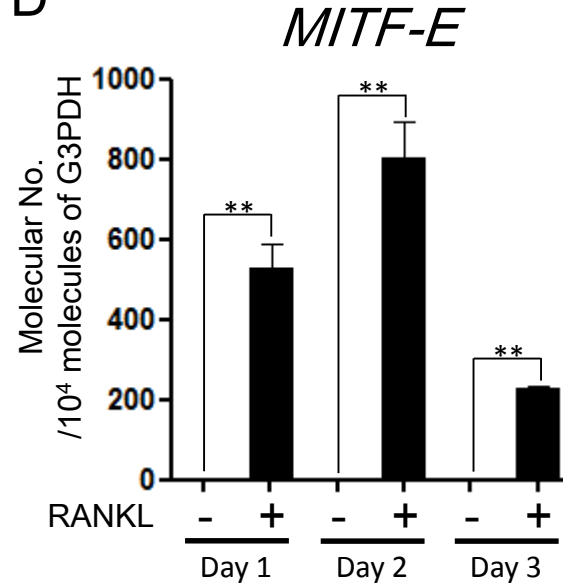 D
MITF-E
Molecular No.
/10⁴ molecules of G3PDH
1000
800
600
400
200
0
**
**
**
RANKL - + - + - +
Day 1 Day 2 Day 3